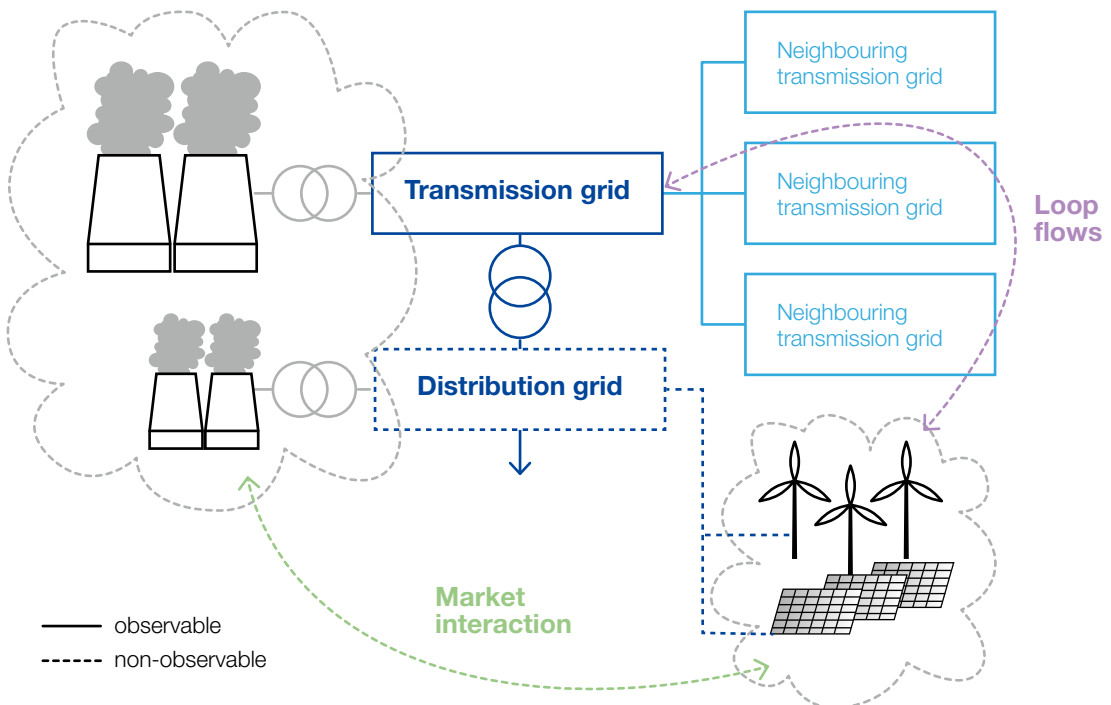 Neighbouring
transmission grid
Transmission grid
Neighbouring
transmission grid
Loop
flows
Neighbouring
transmission grid
Distribution grid
Market
interaction
observable
non-observable